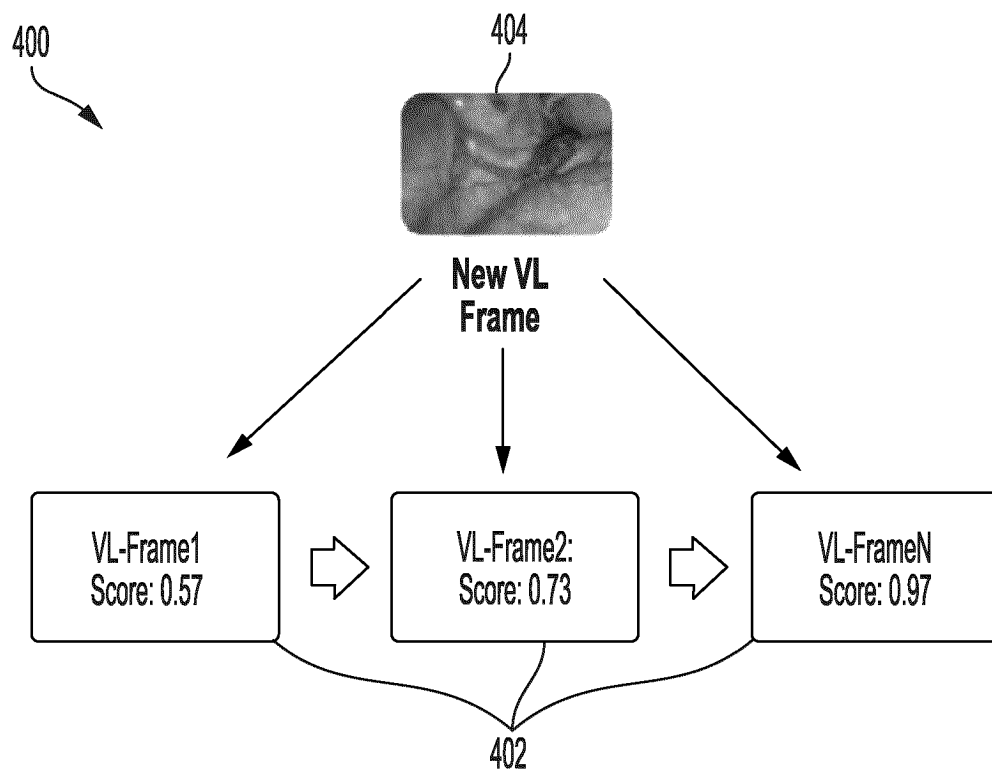 400
404
New VL
Frame
VL-Frame1
Score: 0.57
VL-Frame2:
Score: 0.73
VL-FrameN
Score: 0.97
402